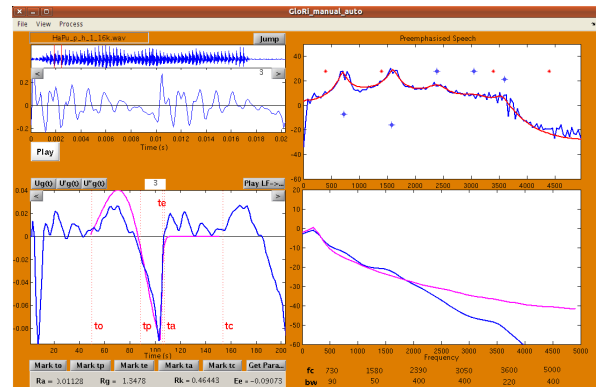 GloRI_manual_auto
File View Process
HaPu_p_h_1_16k.wav
Jump
< 3 >
0.2
0
-0.2
0 0.002 0.004 0.006 0.008 0.01 0.012 0.014 0.016 0.018 0.02
Time (s)
Play
Preemphasised Speech
40
20
0
-20
-40
-60
0 500 1000 1500 2000 2500 3000 3500 4000 4500
Ug(t) U'g(t) U"g(t) 3 Play LF->...
< >
0.04
0.02
0
-0.02
-0.04
-0.06
-0.08
te
to tp ta tc
0 20 40 60 80 100 120 140 160 180 200
Time (s)
0
-10
-20
-30
-40
-50
-60
0 500 1000 1500 2000 2500 3000 3500 4000 4500 5000
Frequency
Mark to Mark tp Mark te Mark ta Mark tc Get Para...
Ra = 3.01128 Rg = 1.3478 Rk = 0.46443 Ee = -0.09073
fc 730 1580 2390 3050 3600 5000
bw 90 50 400 400 220 400